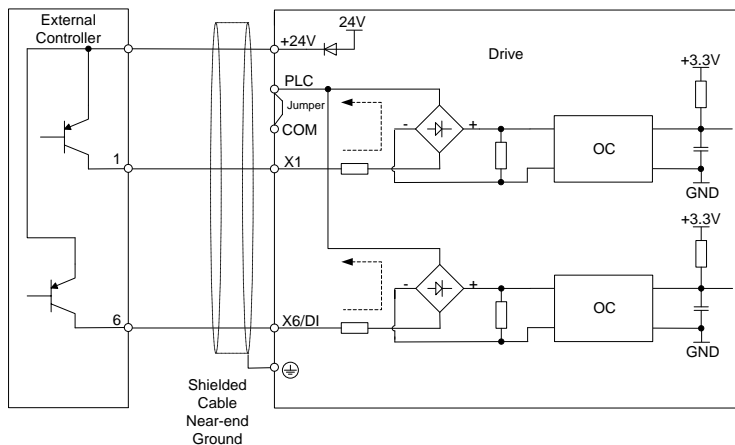 External
Controller
24V
+24V
Drive
PLC
Jumper
COM
+3.3V
-
+
OC
1
X1
GND
+3.3V
-
+
OC
6
X6/DI
GND
Shielded
Cable
Near-end
Ground